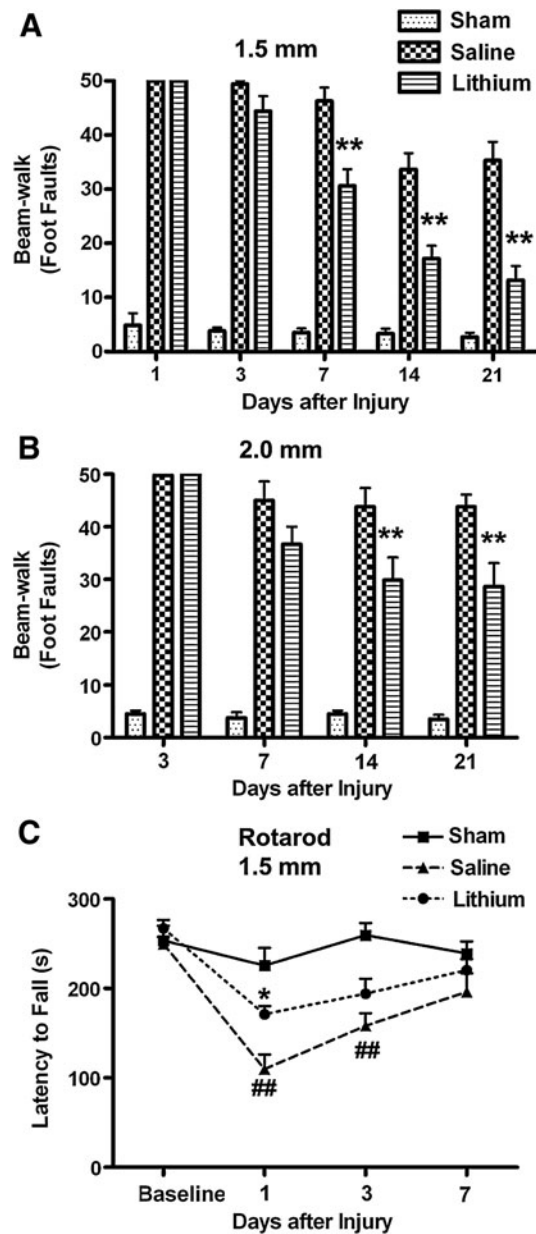 A
1.5 mm
Sham
Saline
Lithium
Beam-walk
(Foot Faults)
50
40
30
20
10
0
**
**
**
1 3 7 14 21
Days after Injury
B
2.0 mm
Beam-walk
(Foot Faults)
50
40
30
20
10
0
**
**
3 7 14 21
Days after Injury
C
Rotarod
1.5 mm
Sham
Saline
Lithium
Latency to Fall (s)
300
200
100
0
*
##
##
Baseline 1 3 7
Days after Injury